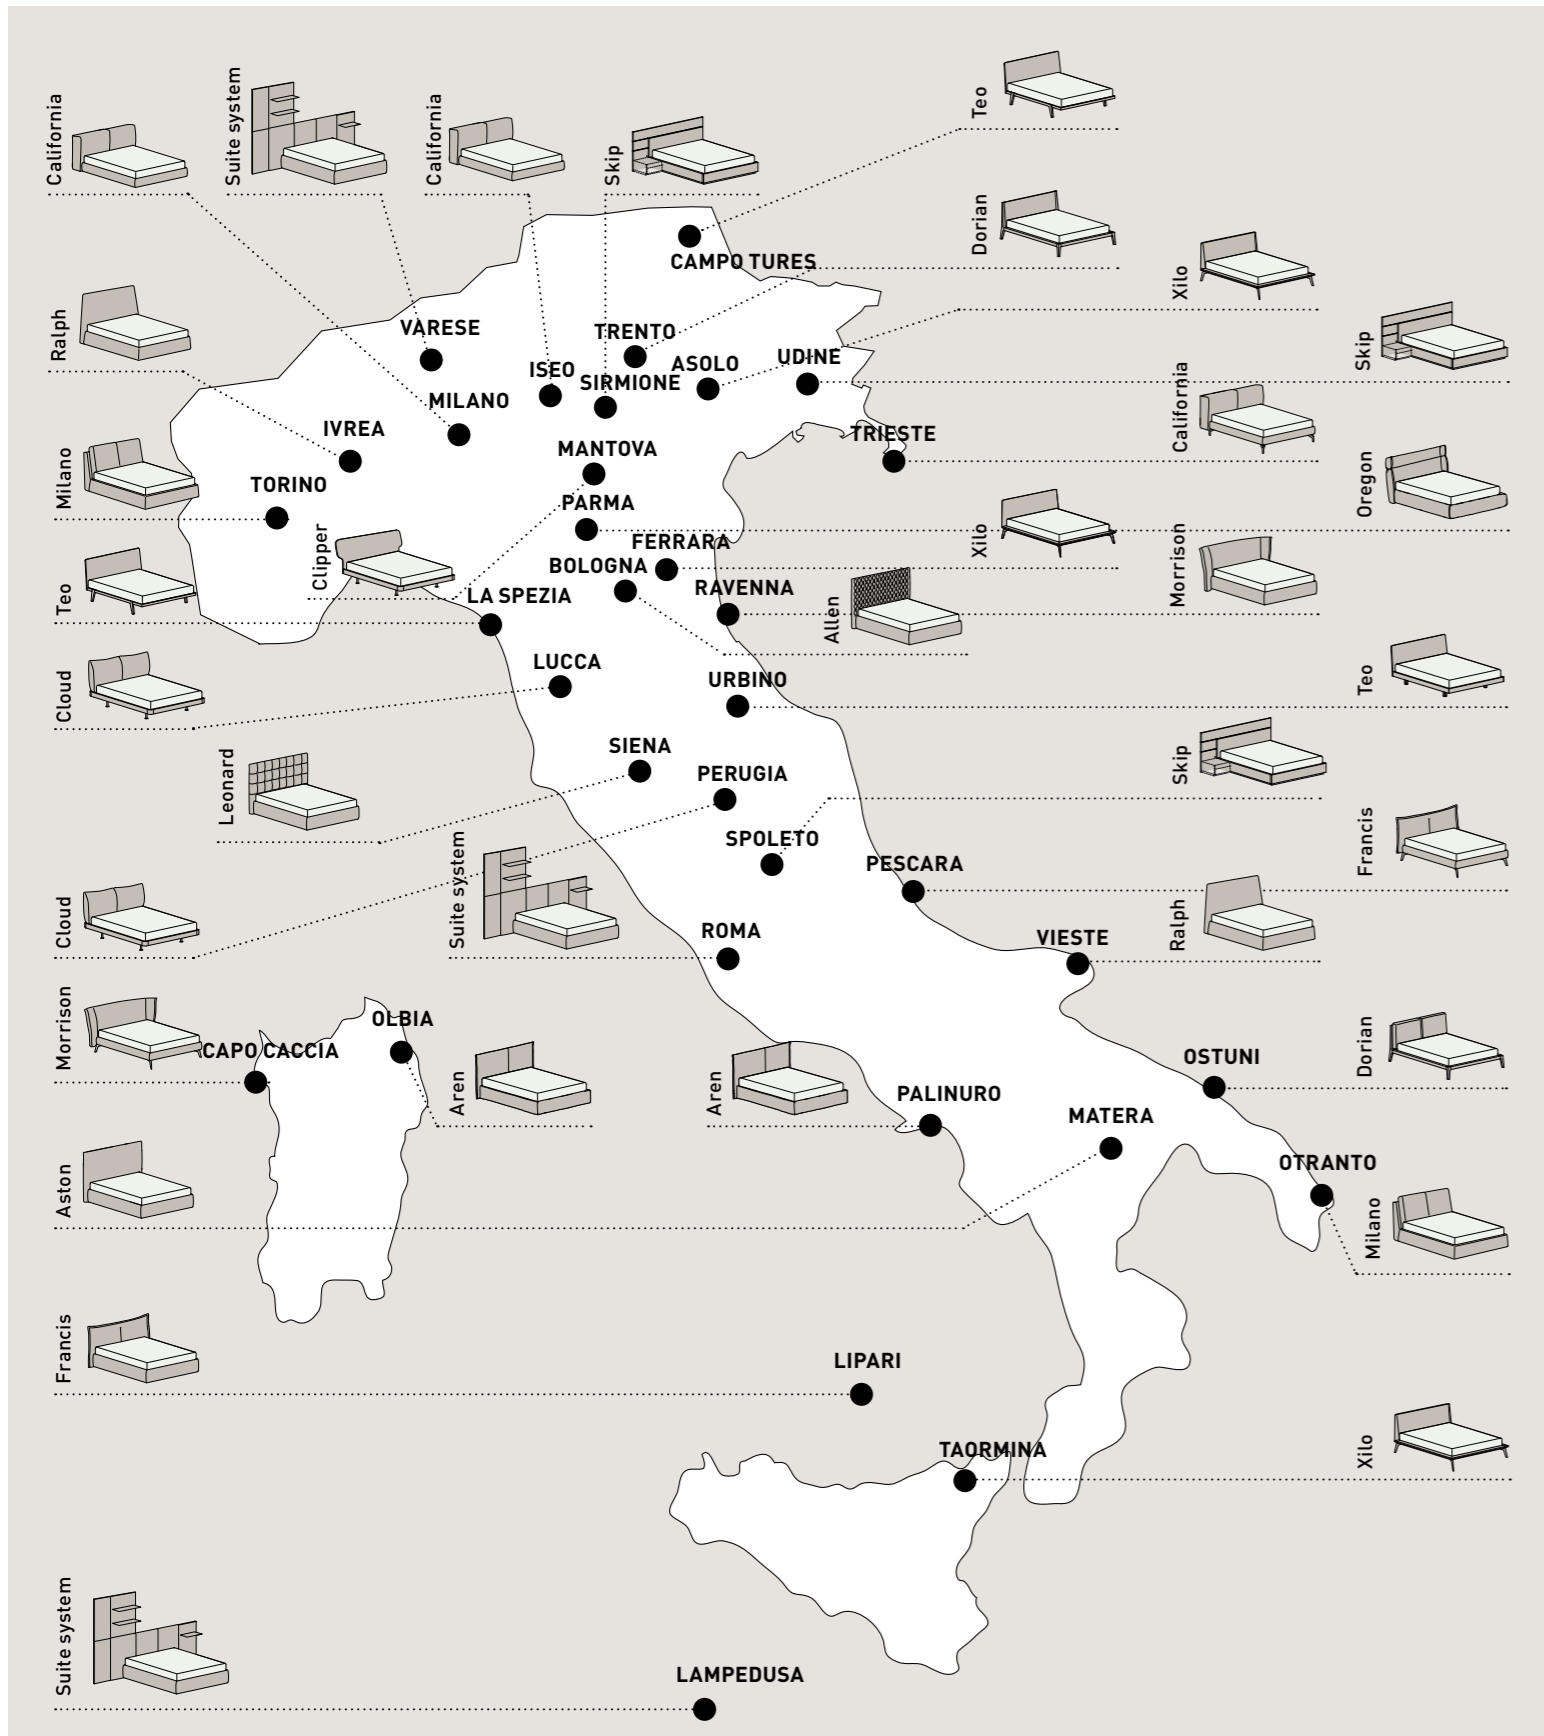 California
Suite system
California
Skip
Teo
Dorian
Xilo
CAMPO TURES
Ralph
VARESE
TRENTO
ISEO
ASOLO
UDINE
Skip
SIRMIONE
MILANO
California
IVREA
TRIESTE
MANTOVA
Milano
TORINO
PARMA
Oregon
Clipper
FERRARA
Xilo
BOLOGNA
Morrison
Teo
LA SPEZIA
RAVENNA
Allen
LUCCA
URBINO
Teo
Cloud
SIENA
PERUGIA
Skip
Leonard
SPOLETO
PESCARA
Francis
Suite system
Cloud
ROMA
VIESTE
Ralph
Morrison
OLBIA
CAPO CACCIA
OSTUNI
Dorian
Aren
Aren
PALINURO
MATERA
OTRANTO
Aston
Milano
Francis
LIPARI
TAORMINA
Xilo
Suite system
LAMPEDUSA